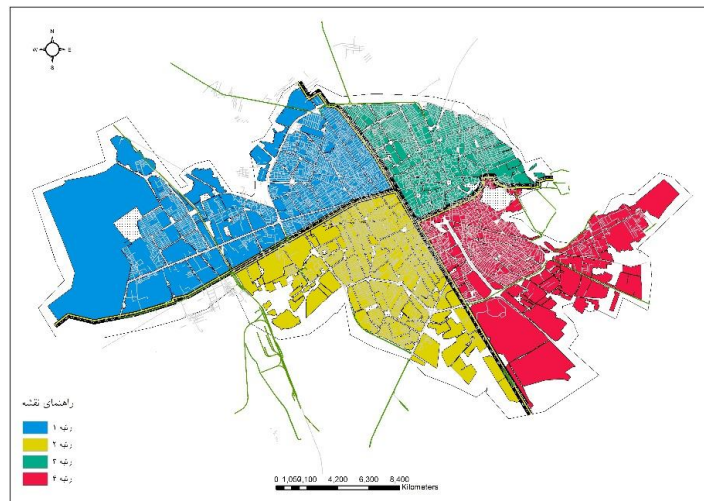 N
W E
S
راهنمای نقشه
رتبه ۱
رتبه ۲
رتبه ۳
رتبه ۴
0 1,050 2,100 4,200 6,300 8,400
Kilometers